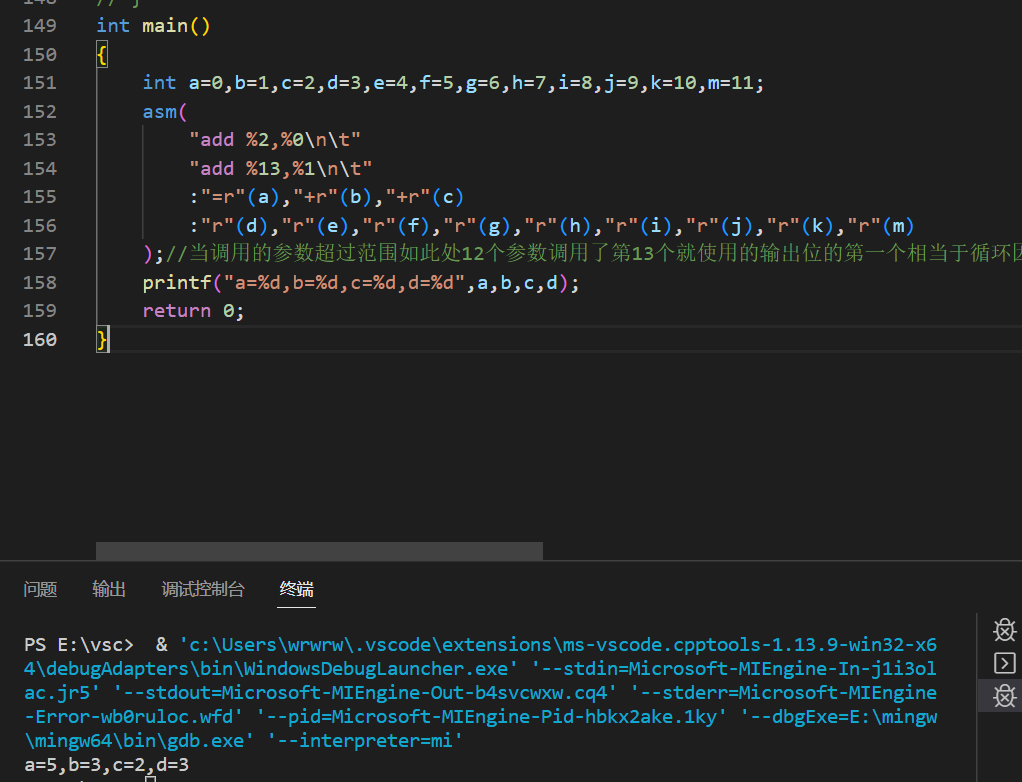 148 // }
149 int main()
150 {
151 int a=0,b=1,c=2,d=3,e=4,f=5,g=6,h=7,i=8,j=9,k=10,m=11;
152 asm(
153 "add %2,%0\n\t"
154 "add %13,%1\n\t"
155 :"=r"(a),"+r"(b),"+r"(c)
156 :"r"(d),"r"(e),"r"(f),"r"(g),"r"(h),"r"(i),"r"(j),"r"(k),"r"(m)
157 );//当调用的参数超过范围如此处12个参数调用了第13个就使用的输出位的第一个相当于循环
158 printf("a=%d,b=%d,c=%d,d=%d",a,b,c,d);
159 return 0;
160 }
问题 输出 调试控制台 终端
PS E:\vsc> & 'c:\Users\wrwrw\.vscode\extensions\ms-vscode.cpptools-1.13.9-win32-x6
4\debugAdapters\bin\WindowsDebugLauncher.exe' '--stdin=Microsoft-MIEngine-In-j1i3ol
ac.jr5' '--stdout=Microsoft-MIEngine-Out-b4svcwxw.cq4' '--stderr=Microsoft-MIEngine
-Error-wb0ruloc.wfd' '--pid=Microsoft-MIEngine-Pid-hbkx2ake.1ky' '--dbgExe=E:\mingw
\mingw64\bin\gdb.exe' '--interpreter=mi'
a=5,b=3,c=2,d=3